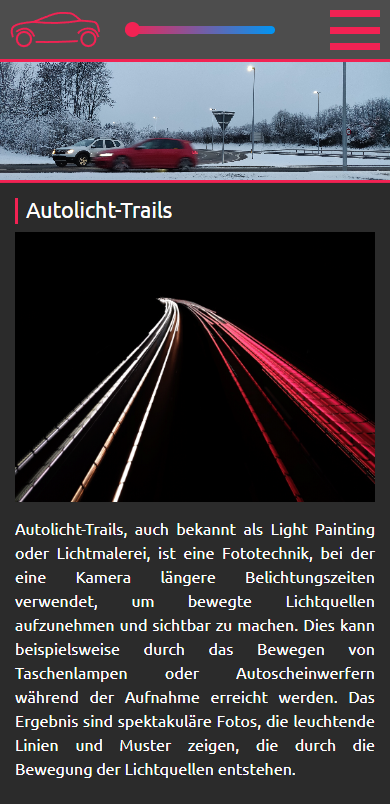 Autolicht-Trails
Autolicht-Trails, auch bekannt als Light Painting
oder Lichtmalerei, ist eine Fototechnik, bei der
eine Kamera längere Belichtungszeiten
verwendet, um bewegte Lichtquellen
aufzunehmen und sichtbar zu machen. Dies kann
beispielsweise durch das Bewegen von
Taschenlampen oder Autoscheinwerfern
während der Aufnahme erreicht werden. Das
Ergebnis sind spektakuläre Fotos, die leuchtende
Linien und Muster zeigen, die durch die
Bewegung der Lichtquellen entstehen.